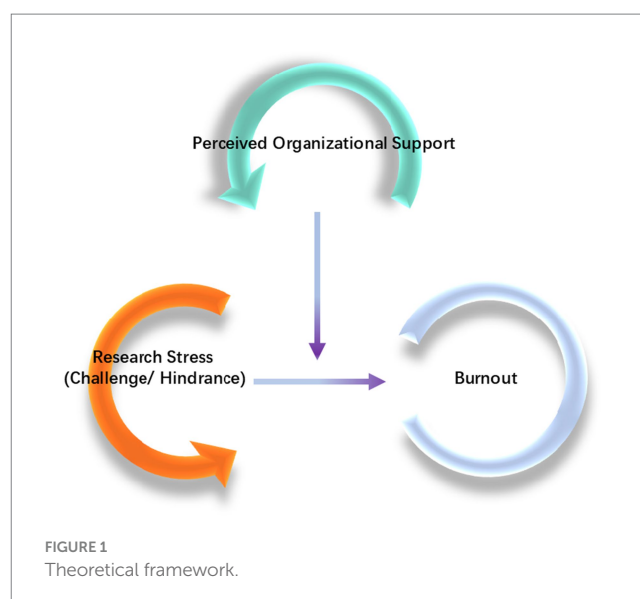 Perceived Organizational Support
Research Stress
(Challenge/ Hindrance)
Burnout
FIGURE 1
Theoretical framework.